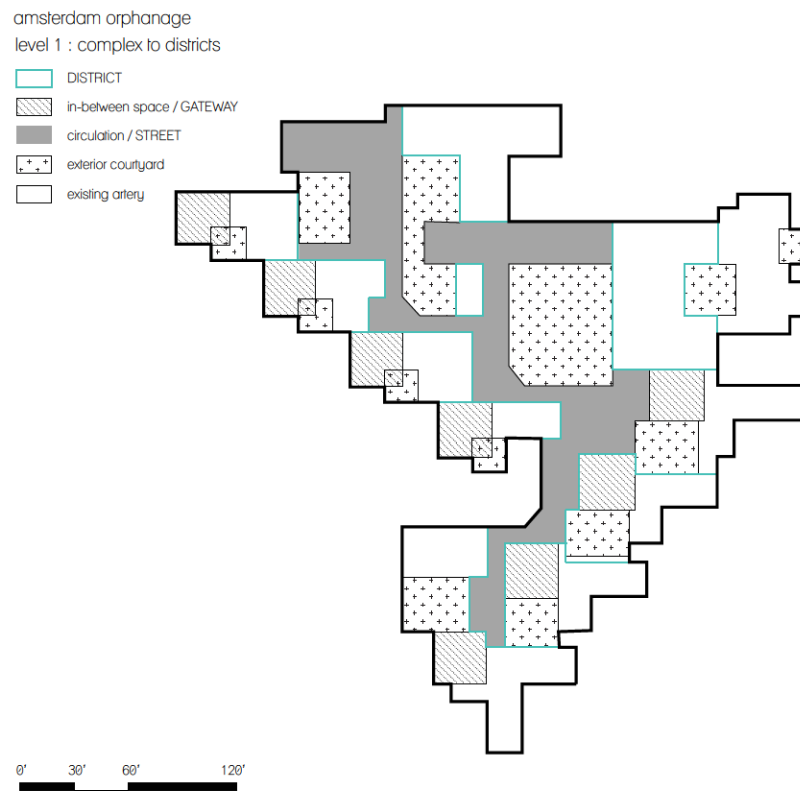 amsterdam orphanage
level 1 : complex to districts
DISTRICT
in-between space / GATEWAY
circulation / STREET
exterior courtyard
existing artery
0' 30' 60' 120'